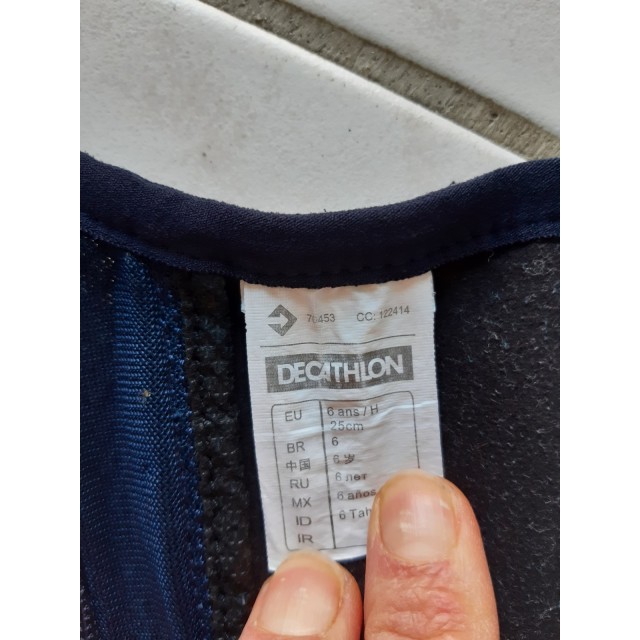 76453 CC: 122414
DECATHLON
EU 6 ans / H
25cm
BR 6
中国 6 岁
RU 6 лет
MX 6 años
ID 6 Tah
IR